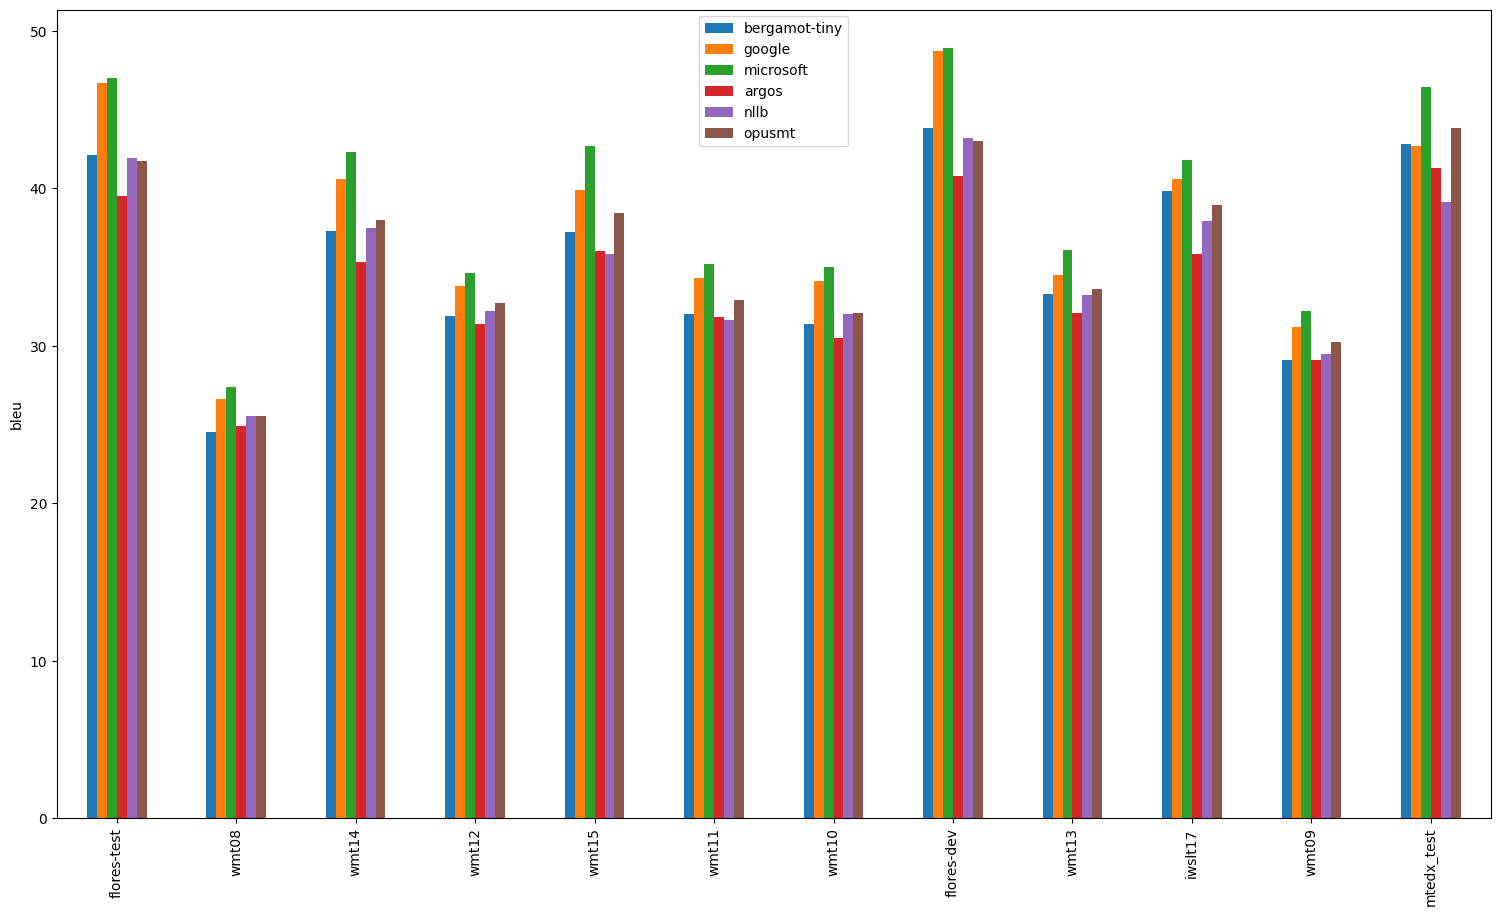 50
40
30
20
10
0
bleu
bergamot-tiny
google
microsoft
argos
nllb
opusmt
flores-test
wmt08
wmt14
wmt12
wmt15
wmt11
wmt10
flores-dev
wmt13
iwslt17
wmt09
mtedx_test